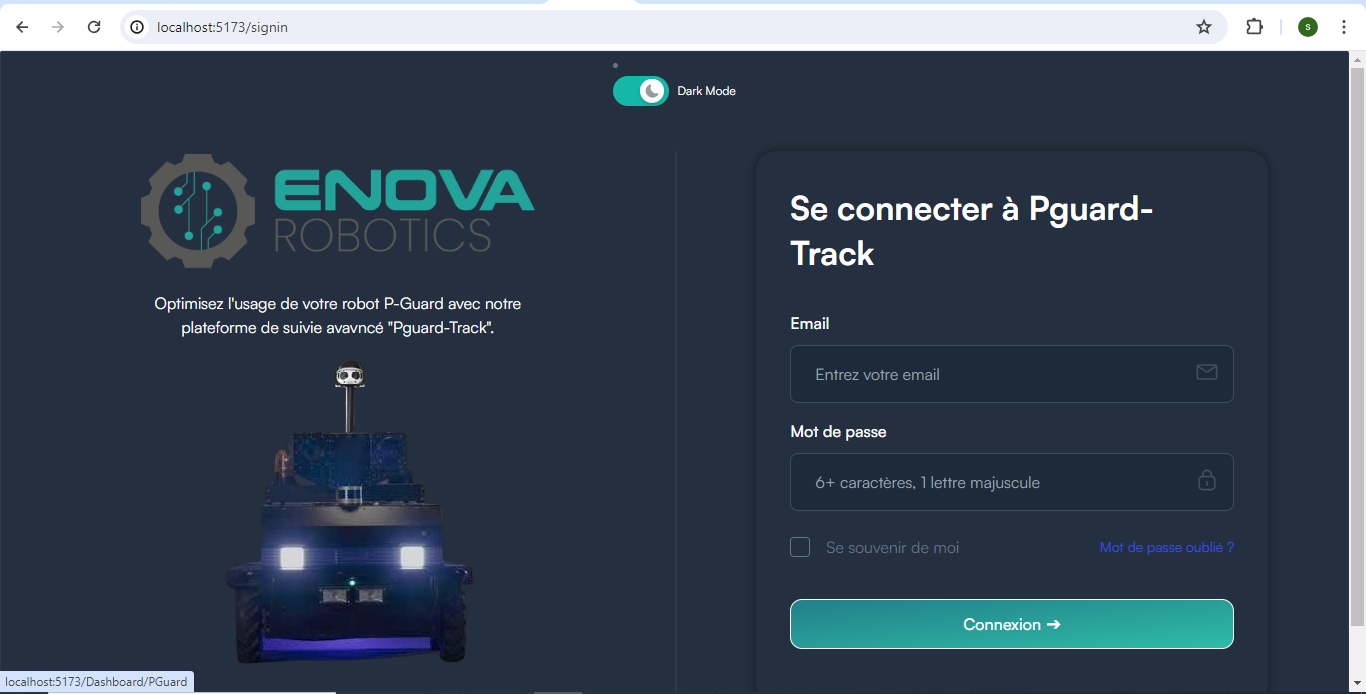 localhost:5173/signin
S
Dark Mode
ENOVA
ROBOTICS
Optimisez l'usage de votre robot P-Guard avec notre
plateforme de suivie avavncé "Pguard-Track".
Se connecter à Pguard-
Track
Email
Entrez votre email
Mot de passe
6+ caractères, 1 lettre majuscule
Se souvenir de moi
Mot de passe oublié ?
Connexion ➔
localhost:5173/Dashboard/PGuard